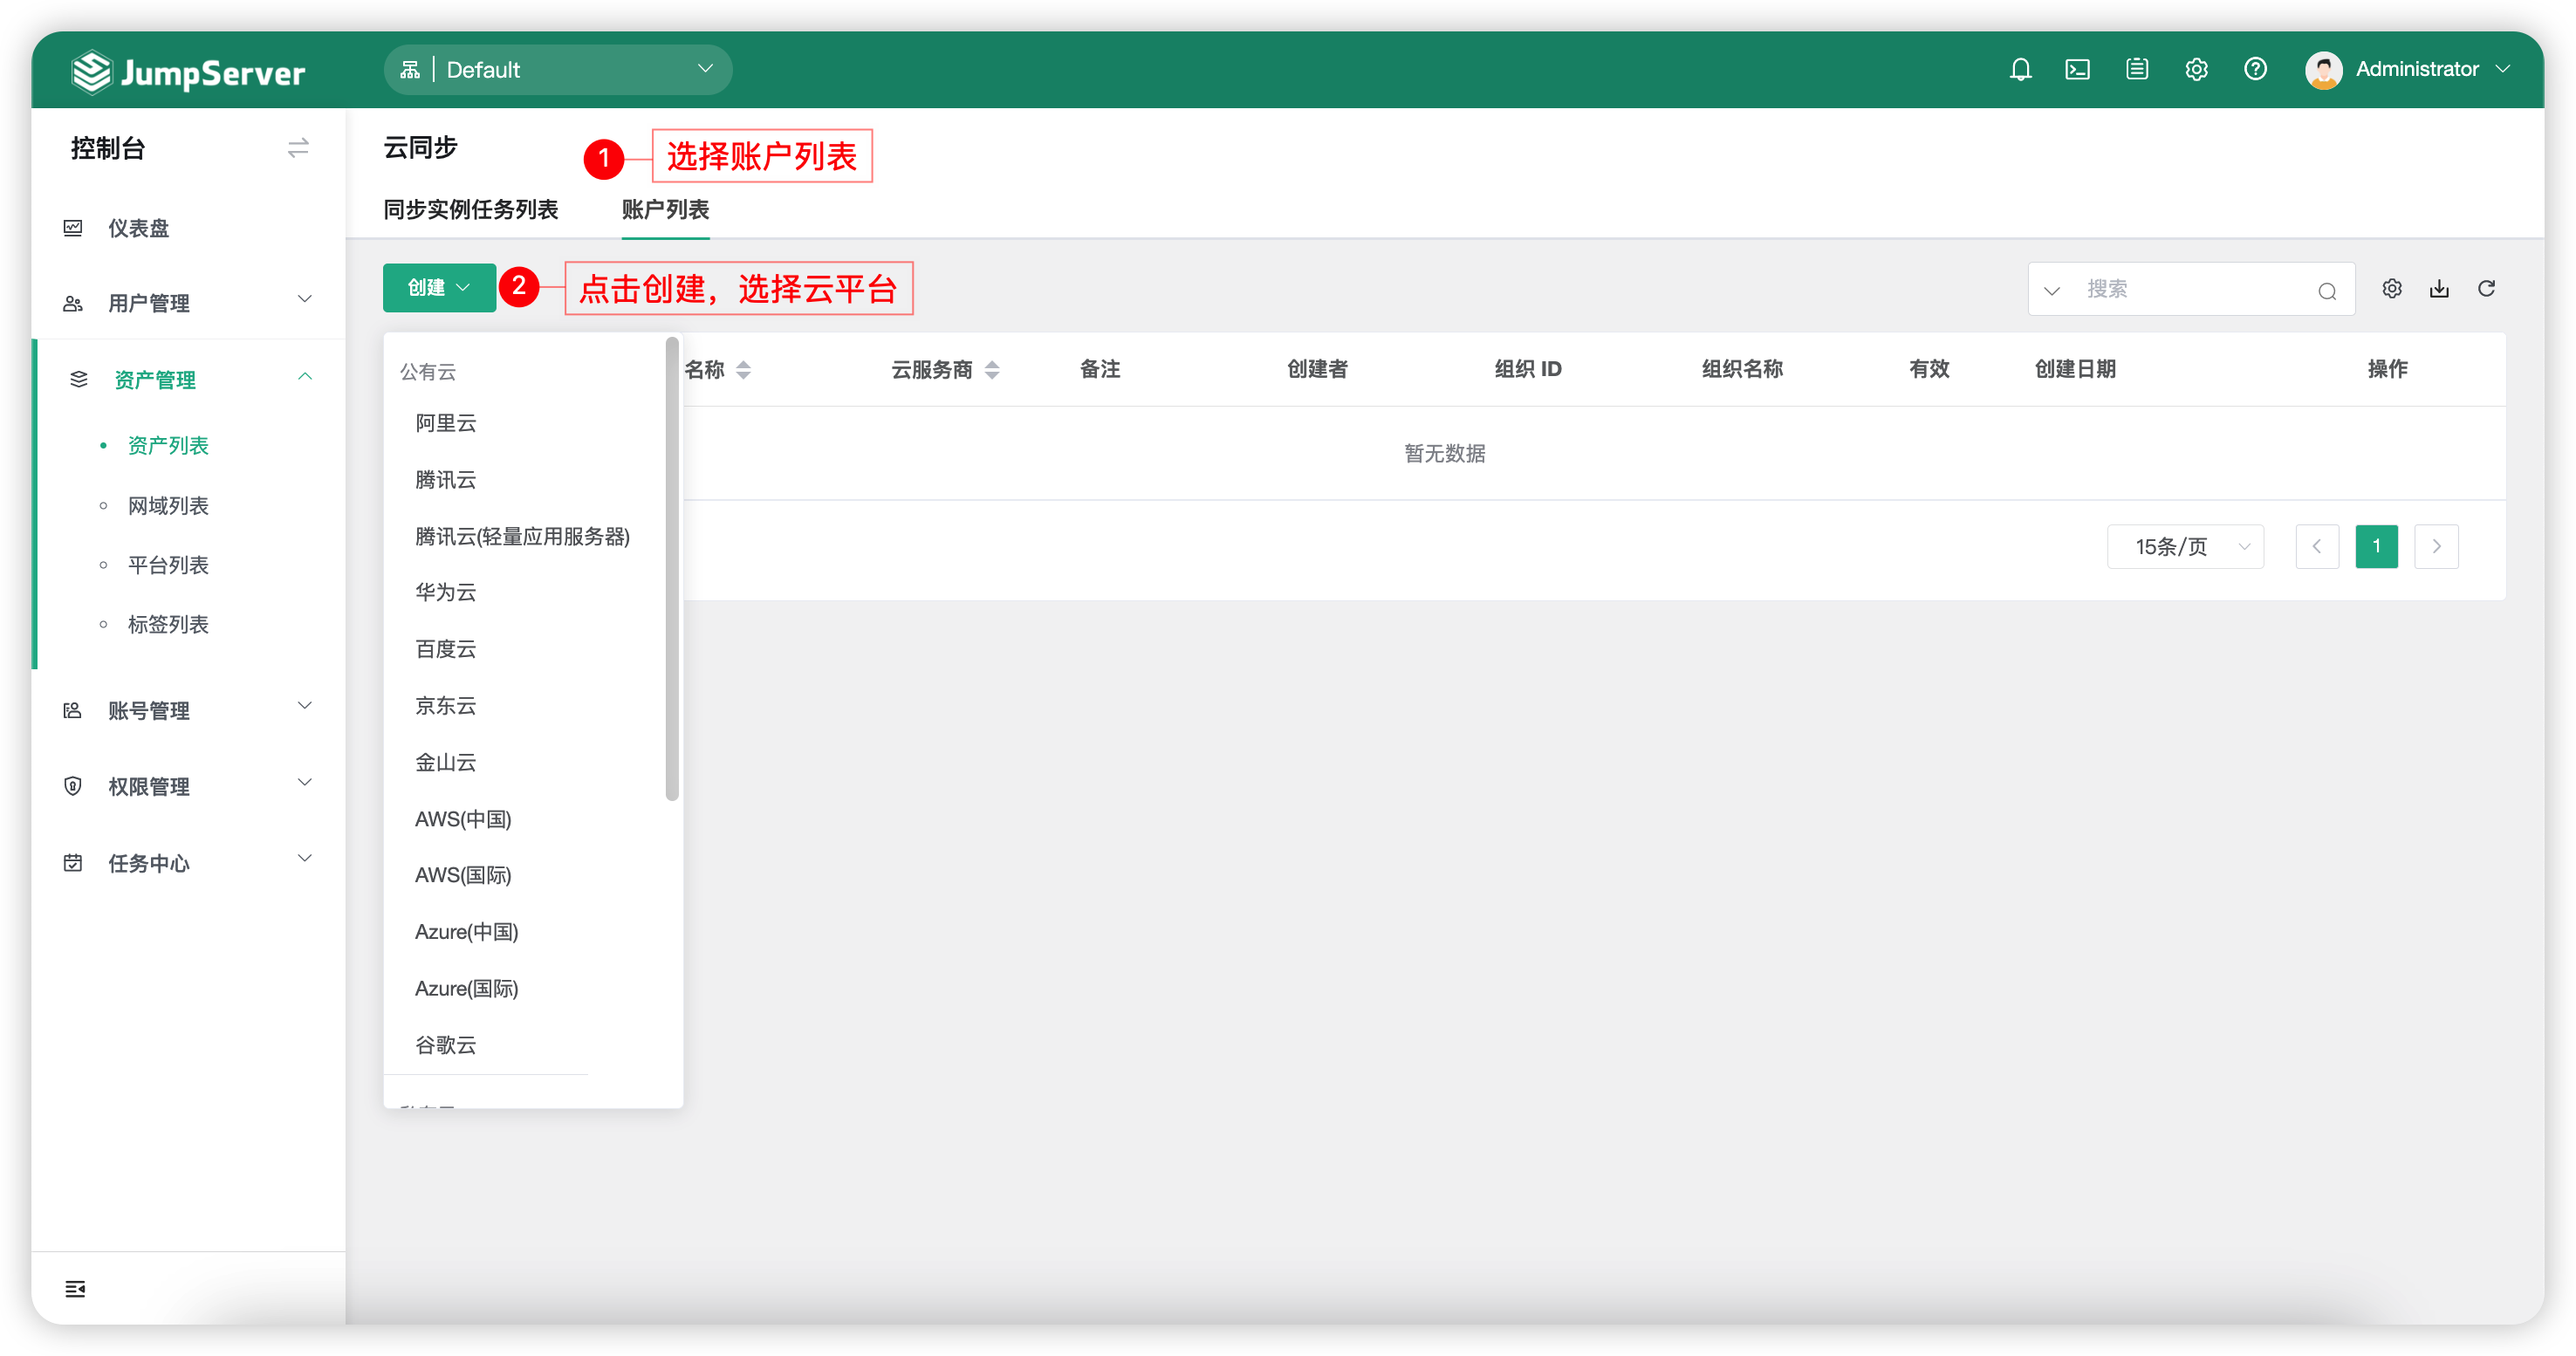 JumpServer
Default
Administrator
控制台
仪表盘
用户管理
资产管理
资产列表
网域列表
平台列表
标签列表
账号管理
权限管理
任务中心
云同步
1 选择账户列表
同步实例任务列表 账户列表
创建 2 点击创建，选择云平台
搜索
名称 云服务商 备注 创建者 组织 ID 组织名称 有效 创建日期 操作
暂无数据
15条/页 1
公有云
阿里云
腾讯云
腾讯云(轻量应用服务器)
华为云
百度云
京东云
金山云
AWS(中国)
AWS(国际)
Azure(中国)
Azure(国际)
谷歌云